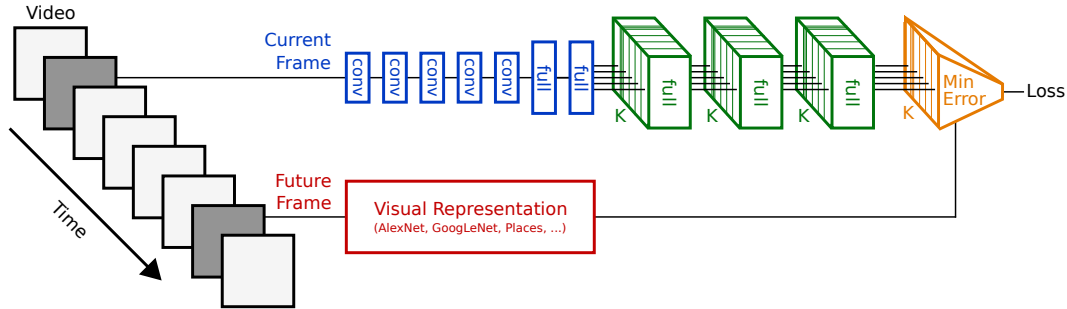 Video
Time
Current
Frame
conv
conv
conv
conv
conv
full
full
K
full
K
full
K
full
K
Min
Error
Loss
Future
Frame
Visual Representation
(AlexNet, GoogLeNet, Places, ...)